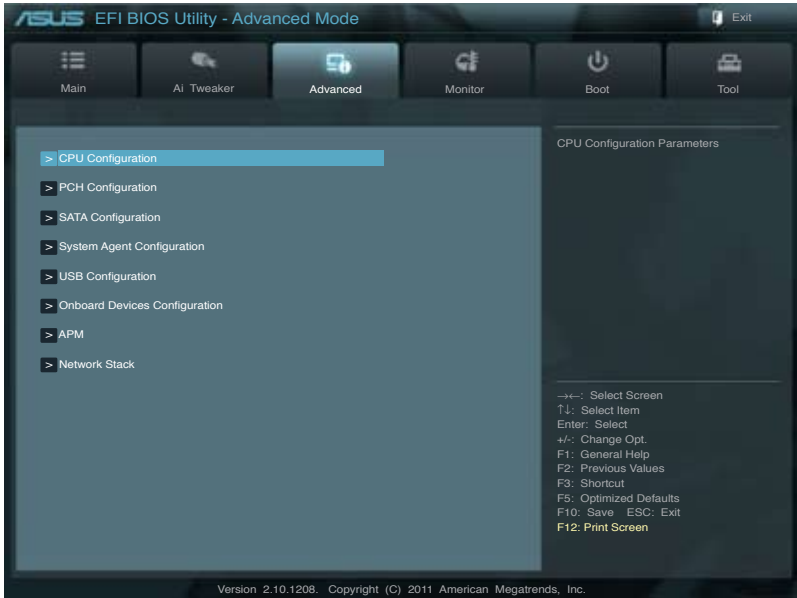 ASUS EFI BIOS Utility - Advanced Mode
Exit
Main
Ai Tweaker
Advanced
Monitor
Boot
Tool
> CPU Configuration
> PCH Configuration
> SATA Configuration
> System Agent Configuration
> USB Configuration
> Onboard Devices Configuration
> APM
> Network Stack
CPU Configuration Parameters
→←: Select Screen
↑↓: Select Item
Enter: Select
+/-: Change Opt.
F1: General Help
F2: Previous Values
F3: Shortcut
F5: Optimized Defaults
F10: Save ESC: Exit
F12: Print Screen
Version 2.10.1208. Copyright (C) 2011 American Megatrends, Inc.